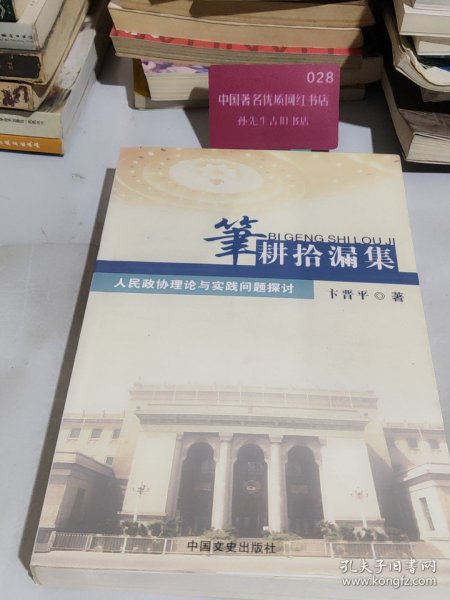 028
中国著名优质网红书店
孙先生古旧书店
BI GENG SHI LOU JI
筆耕拾漏集
人民政协理论与实践问题探讨
卞晋平◎著
中国文史出版社
孔夫子旧书网
www.kongfz.com